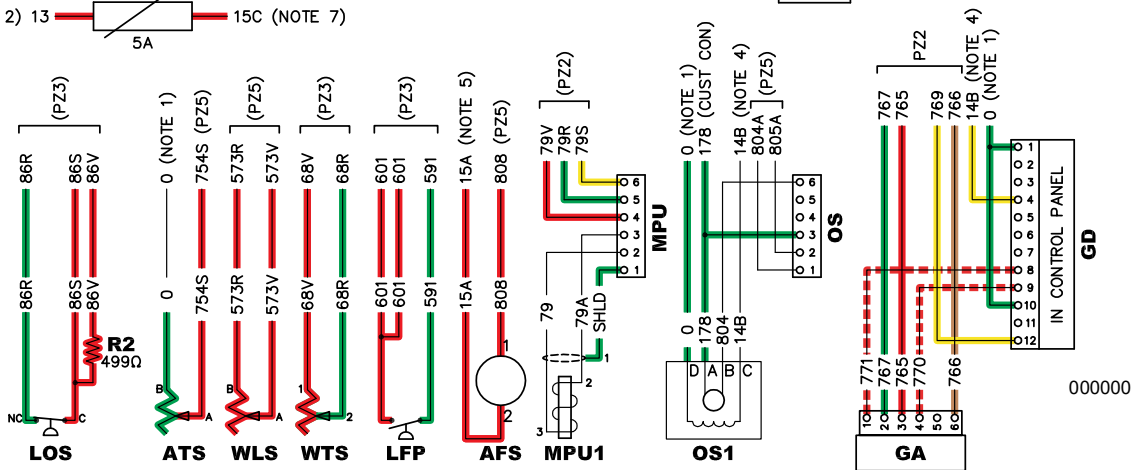 2) 13
15C (NOTE 7)
5A
(PZ3)
86R
86S
86V
86R
86S
86V
R2
499Ω
NC
C
LOS
0 (NOTE 1)
754S (PZ5)
0
754S
B
A
ATS
(PZ5)
573R
573V
573R
573V
B
A
WLS
(PZ3)
68V
68R
68V
68R
1
2
WTS
(PZ3)
601
601
591
601
601
591
LFP
15A (NOTE 5)
808 (PZ5)
15A
808
1
2
AFS
(PZ2)
79V
79R
79S
6
5
4
3
2
1
MPU
79
79A
SHLD
1
2
3
MPU1
0 (NOTE 1)
178 (CUST CON)
14B (NOTE 4)
804A
805A
(PZ5)
6
5
4
3
2
1
OS
0
178
804
14B
D
A
B
C
OS1
PZ2
767
765
769
766
14B (NOTE 4)
0 (NOTE 1)
1
2
3
4
5
6
7
8
9
10
11
12
IN CONTROL PANEL
GD
771
767
765
770
766
1
2
3
4
5
6
GA
000000